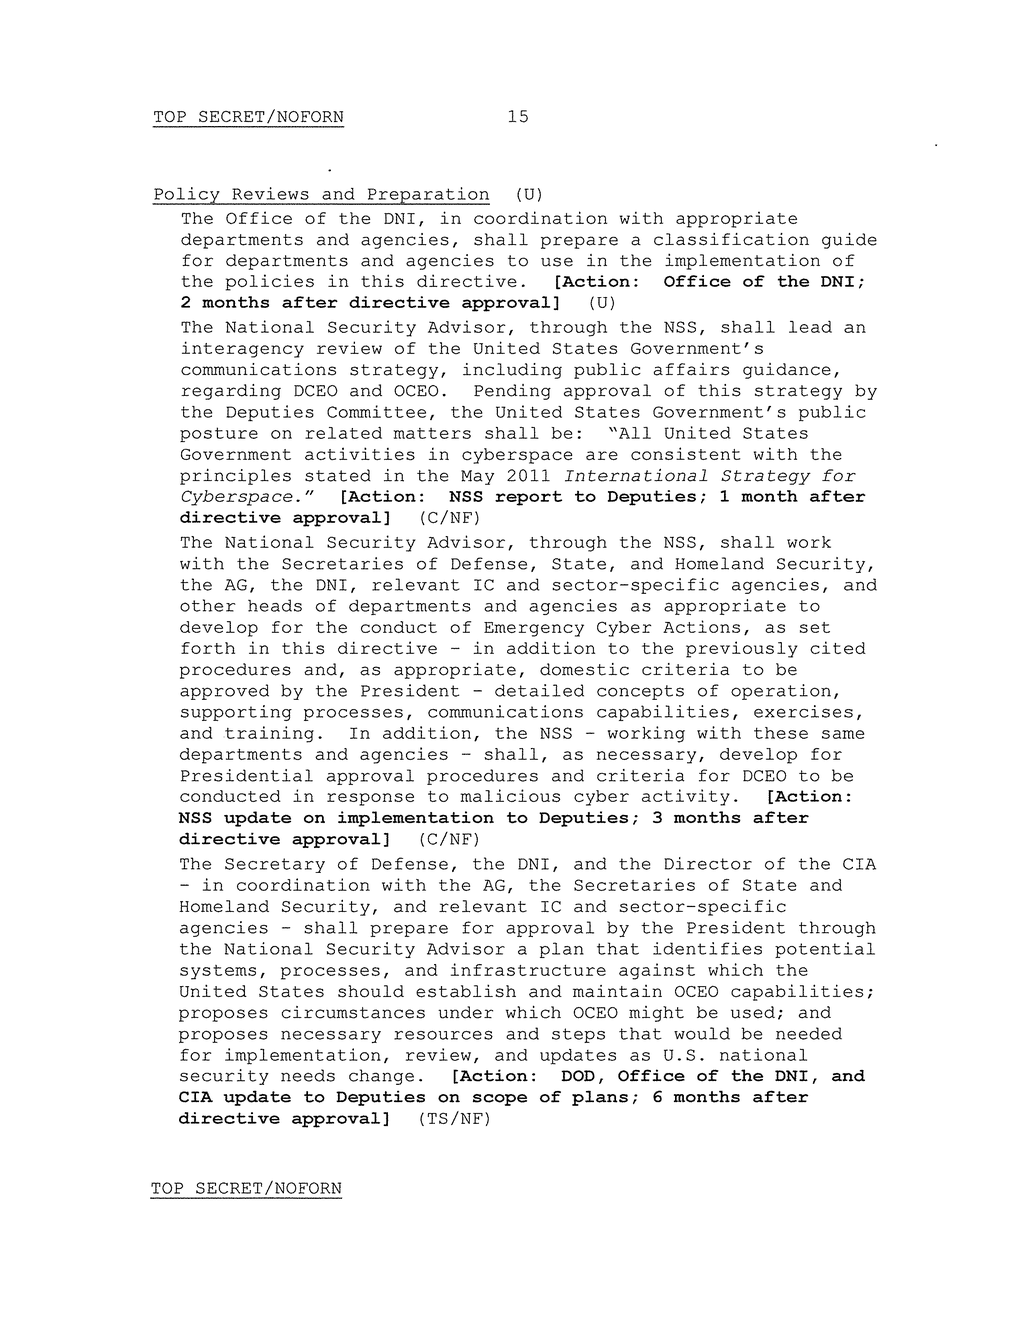 TOP SECRET/NOFORN 15
Policy Reviews and Preparation (U)
The Office of the DNI, in coordination with appropriate
departments and agencies, shall prepare a classification guide
for departments and agencies to use in the implementation of
the policies in this directive. [Action: Office of the DNI;
2 months after directive approval] (U)
The National Security Advisor, through the NSS, shall lead an
interagency review of the United States Government's
communications strategy, including public affairs guidance,
regarding DCEO and OCEO. Pending approval of this strategy by
the Deputies Committee, the United States Government's public
posture on related matters shall be: "All United States
Government activities in cyberspace are consistent with the
principles stated in the May 2011 International Strategy for
Cyberspace." [Action: NSS report to Deputies; 1 month after
directive approval] (C/NF)
The National Security Advisor, through the NSS, shall work
with the Secretaries of Defense, State, and Homeland Security,
the AG, the DNI, relevant IC and sector-specific agencies, and
other heads of departments and agencies as appropriate to
develop for the conduct of Emergency Cyber Actions, as set
forth in this directive - in addition to the previously cited
procedures and, as appropriate, domestic criteria to be
approved by the President - detailed concepts of operation,
supporting processes, communications capabilities, exercises,
and training. In addition, the NSS - working with these same
departments and agencies - shall, as necessary, develop for
Presidential approval procedures and criteria for DCEO to be
conducted in response to malicious cyber activity. [Action:
NSS update on implementation to Deputies; 3 months after
directive approval] (C/NF)
The Secretary of Defense, the DNI, and the Director of the CIA
- in coordination with the AG, the Secretaries of State and
Homeland Security, and relevant IC and sector-specific
agencies - shall prepare for approval by the President through
the National Security Advisor a plan that identifies potential
systems, processes, and infrastructure against which the
United States should establish and maintain OCEO capabilities;
proposes circumstances under which OCEO might be used; and
proposes necessary resources and steps that would be needed
for implementation, review, and updates as U.S. national
security needs change. [Action: DOD, Office of the DNI, and
CIA update to Deputies on scope of plans; 6 months after
directive approval] (TS/NF)
TOP SECRET/NOFORN